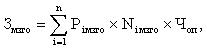 Змзго = n∑i=1 Рiмзго × Niмзго × Чоп,